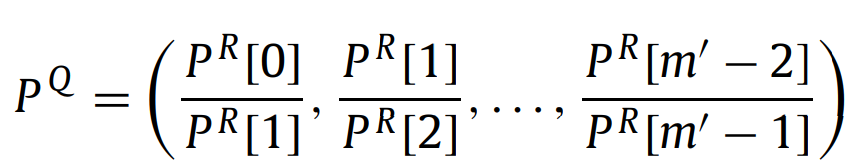 P^Q = ( P^R[0] / P^R[1] , P^R[1] / P^R[2] , . . . , P^R[m′ − 2] / P^R[m′ − 1] )